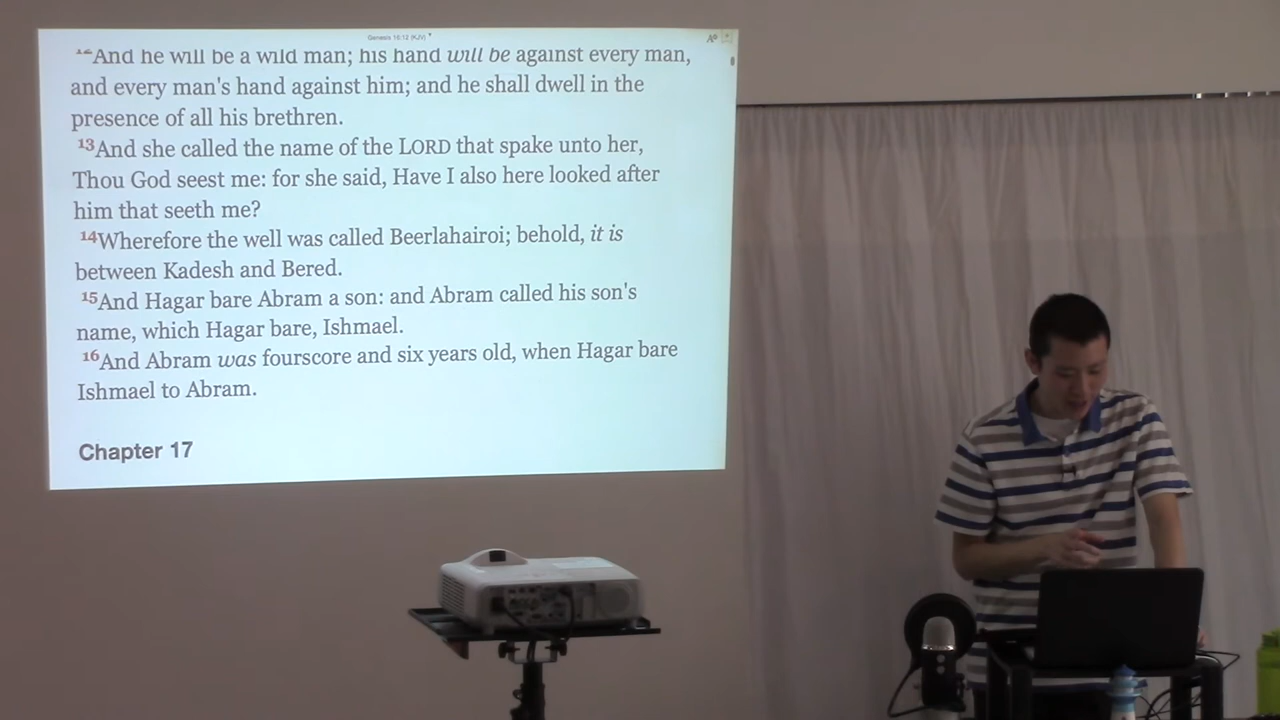 Genesis 16:12 (KJV)
12And he will be a wild man; his hand will be against every man,
and every man's hand against him; and he shall dwell in the
presence of all his brethren.
13And she called the name of the LORD that spake unto her,
Thou God seest me: for she said, Have I also here looked after
him that seeth me?
14Wherefore the well was called Beerlahairoi; behold, it is
between Kadesh and Bered.
15And Hagar bare Abram a son: and Abram called his son's
name, which Hagar bare, Ishmael.
16And Abram was fourscore and six years old, when Hagar bare
Ishmael to Abram.
Chapter 17